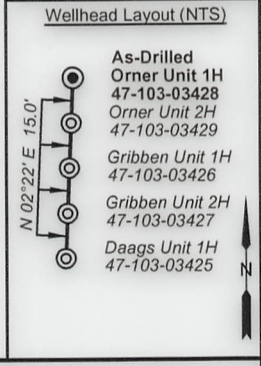 Wellhead Layout (NTS)
As-Drilled
Orner Unit 1H
47-103-03428
Orner Unit 2H
47-103-03429
Gribben Unit 1H
47-103-03426
Gribben Unit 2H
47-103-03427
Daags Unit 1H
47-103-03425
N 02°22' E 15.0'
N